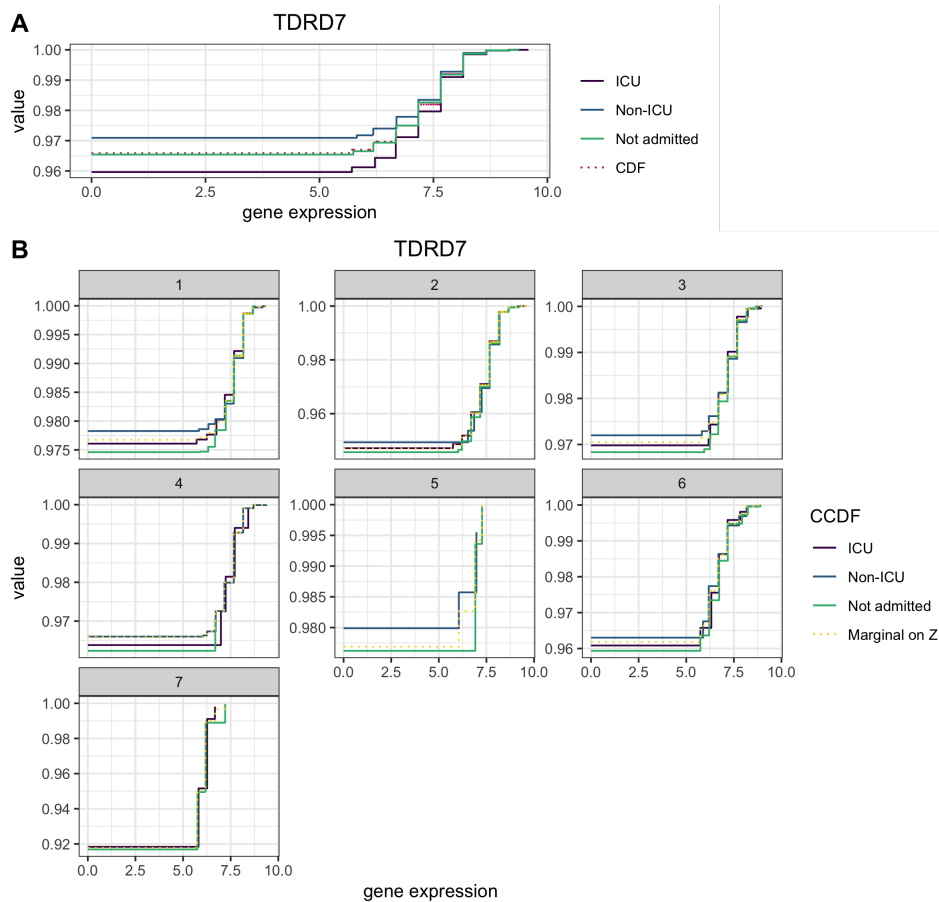 A
TDRD7
value
1.00
0.99
0.98
0.97
0.96
0.0 2.5 5.0 7.5 10.0
gene expression
ICU
Non-ICU
Not admitted
CDF
B
TDRD7
1 2 3
1.000
0.995
0.990
0.985
0.980
0.975
1.00
0.98
0.96
1.00
0.99
0.98
0.97
4 5 6
value
1.00
0.99
0.98
0.97
1.000
0.995
0.990
0.985
0.980
0.0 2.5 5.0 7.5 10.0
1.00
0.99
0.98
0.97
0.96
0.0 2.5 5.0 7.5 10.0
7
1.00
0.98
0.96
0.94
0.92
0.0 2.5 5.0 7.5 10.0
gene expression
CCDF
ICU
Non-ICU
Not admitted
Marginal on Z